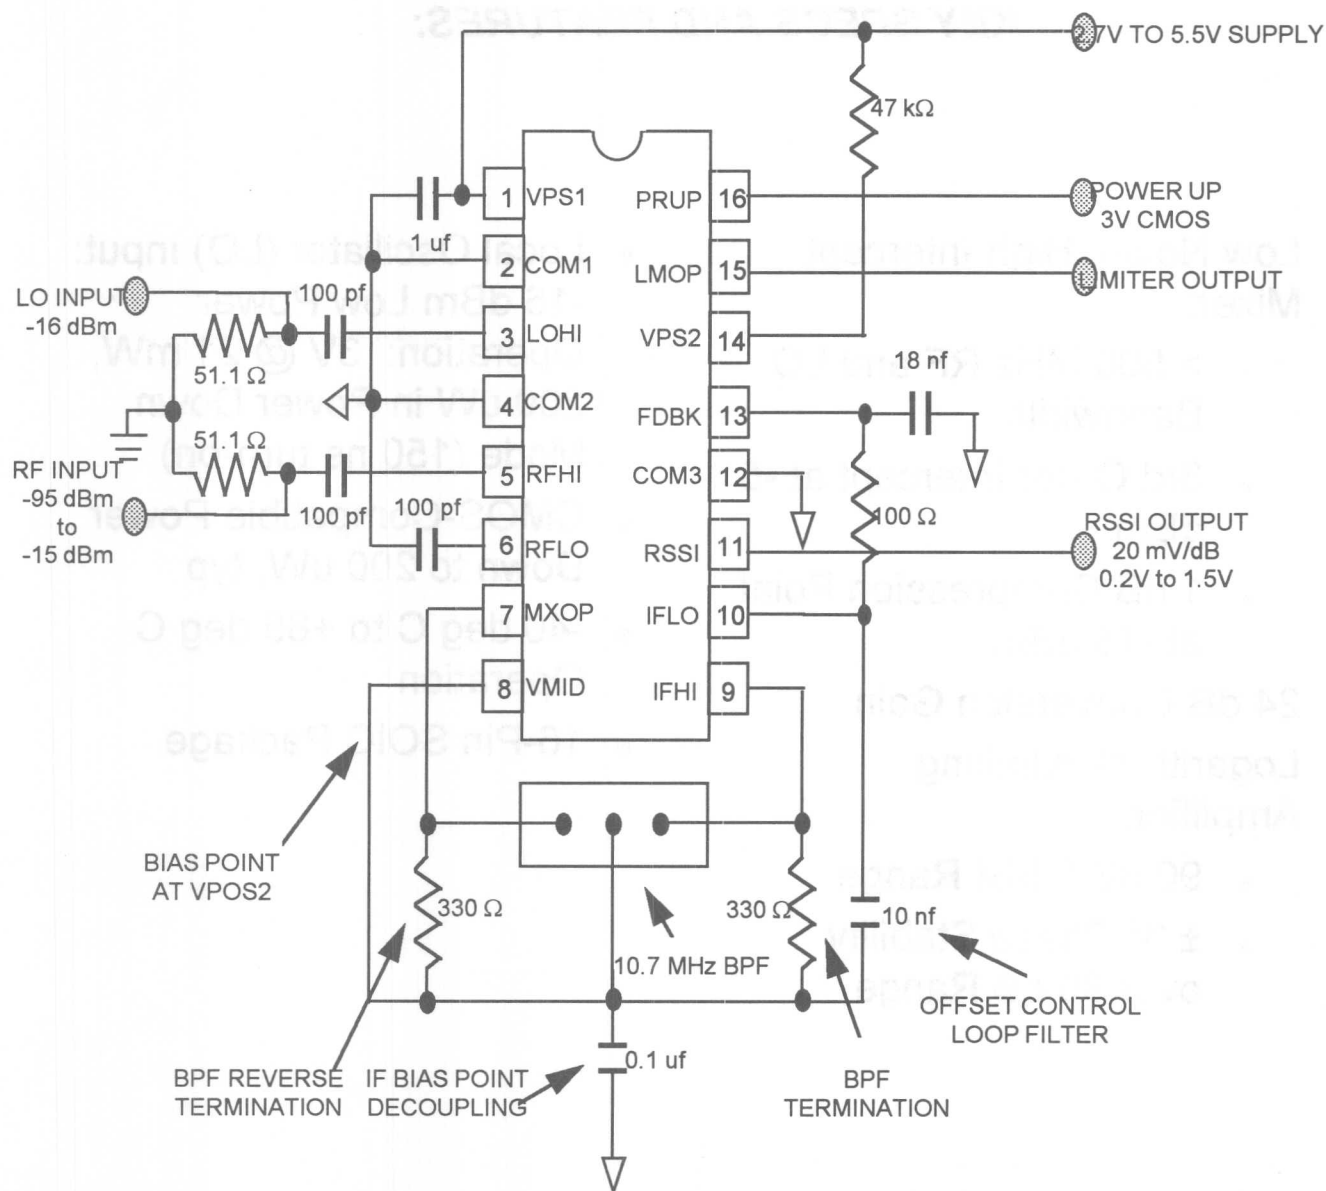 2.7V TO 5.5V SUPPLY
47 kΩ
1 VPS1
PRUP 16
POWER UP
3V CMOS
1 uf
2 COM1
LMOP 15
LIMITER OUTPUT
LO INPUT
-16 dBm
100 pf
3 LOHI
VPS2 14
18 nf
51.1 Ω
4 COM2
FDBK 13
51.1 Ω
RF INPUT
-95 dBm
to
-15 dBm
5 RFHI
COM3 12
100 pf
100 pf
100 Ω
6 RFLO
RSSI 11
RSSI OUTPUT
20 mV/dB
0.2V to 1.5V
7 MXOP
IFLO 10
8 VMID
IFHI 9
BIAS POINT
AT VPOS2
330 Ω
330 Ω
10 nf
10.7 MHz BPF
OFFSET CONTROL
LOOP FILTER
0.1 uf
BPF REVERSE
TERMINATION
IF BIAS POINT
DECOUPLING
BPF
TERMINATION